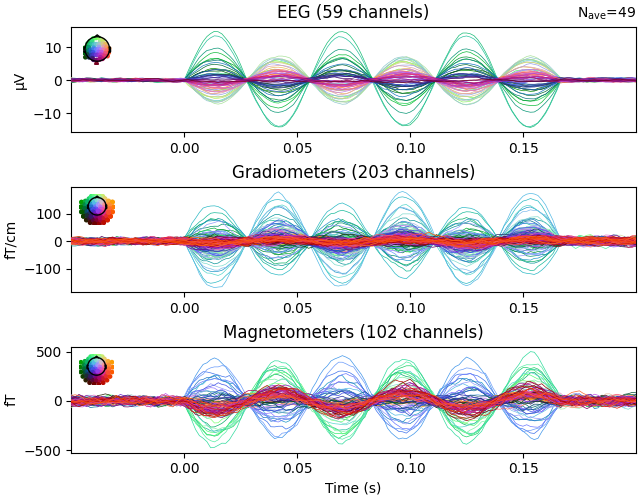 EEG (59 channels)
Nave=49
10
0
−10
µV
0.00 0.05 0.10 0.15
Gradiometers (203 channels)
100
0
−100
fT/cm
0.00 0.05 0.10 0.15
Magnetometers (102 channels)
500
0
−500
fT
0.00 0.05 0.10 0.15
Time (s)